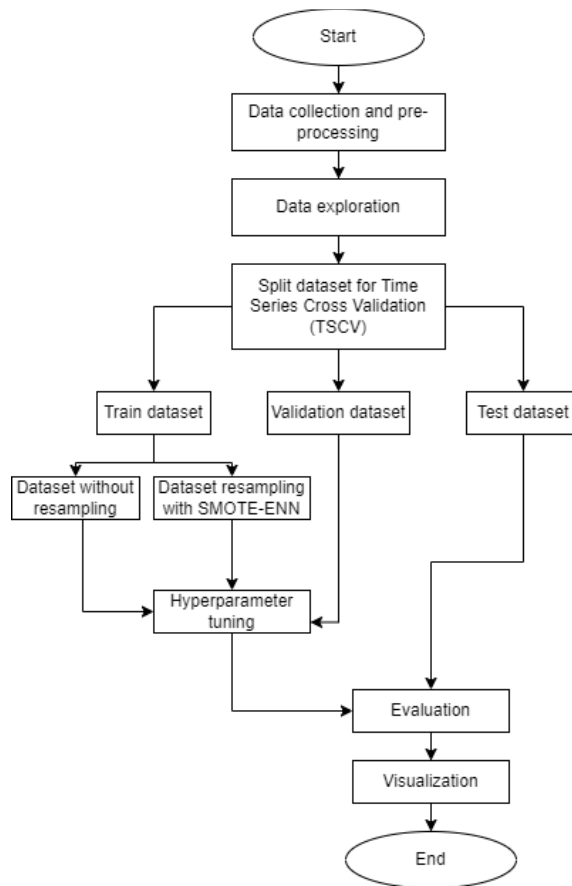 Start
Data collection and pre-
processing
Data exploration
Split dataset for Time
Series Cross Validation
(TSCV)
Train dataset
Validation dataset
Test dataset
Dataset without
resampling
Dataset resampling
with SMOTE-ENN
Hyperparameter
tuning
Evaluation
Visualization
End